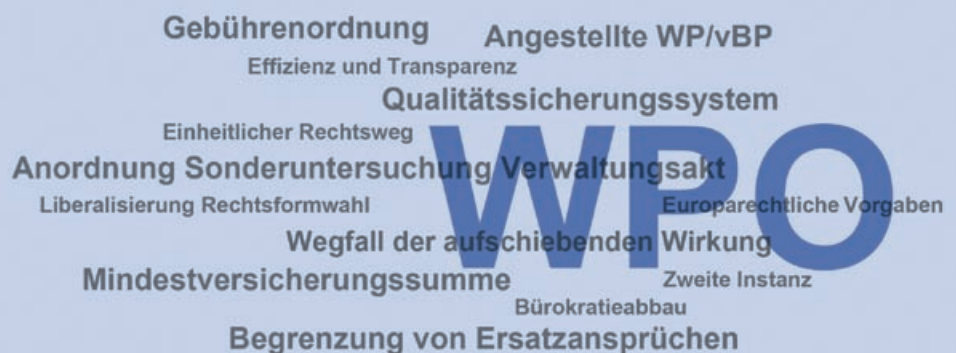 Gebührenordnung
Angestellte WP/vBP
Effizienz und Transparenz
Qualitätssicherungssystem
Einheitlicher Rechtsweg
WPO
Anordnung Sonderuntersuchung Verwaltungsakt
Liberalisierung Rechtsformwahl
Europarechtliche Vorgaben
Wegfall der aufschiebenden Wirkung
Mindestversicherungssumme
Zweite Instanz
Bürokratieabbau
Begrenzung von Ersatzansprüchen